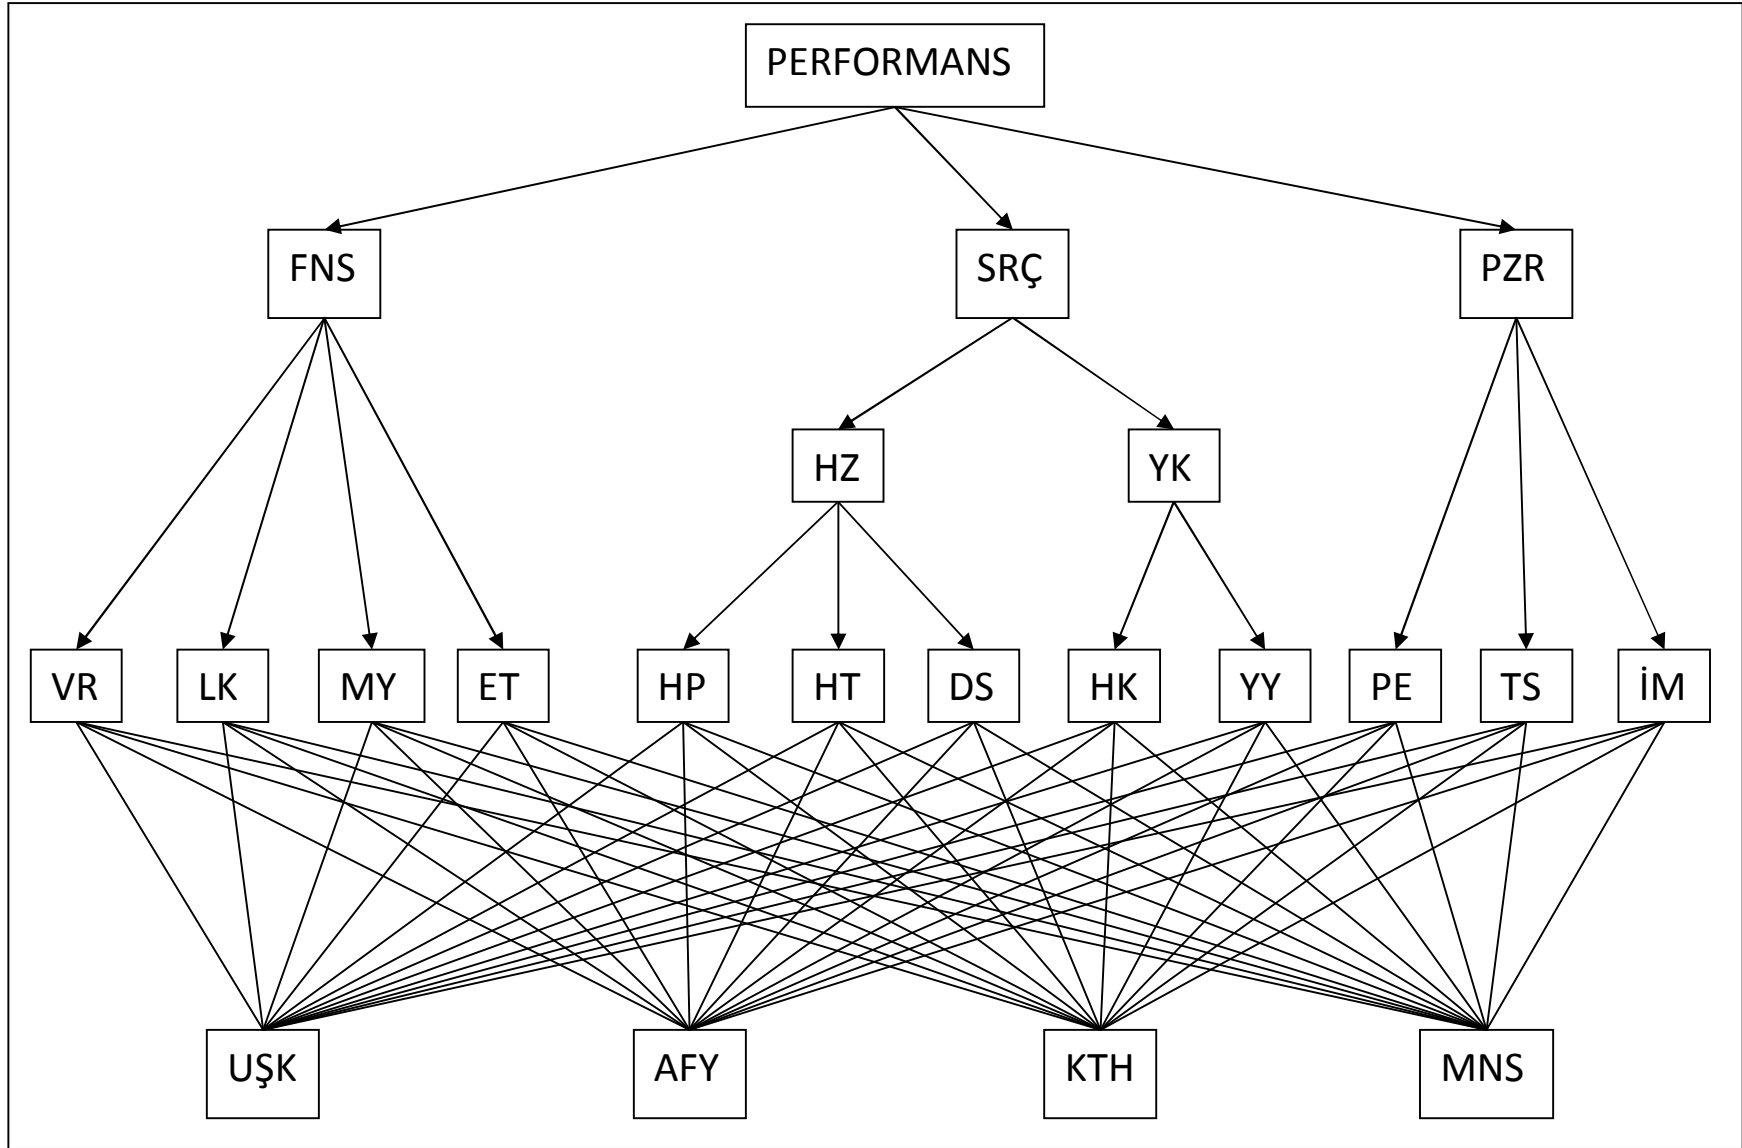 PERFORMANS
FNS
SRÇ
PZR
HZ
YK
VR
LK
MY
ET
HP
HT
DS
HK
YY
PE
TS
İM
UŞK
AFY
KTH
MNS